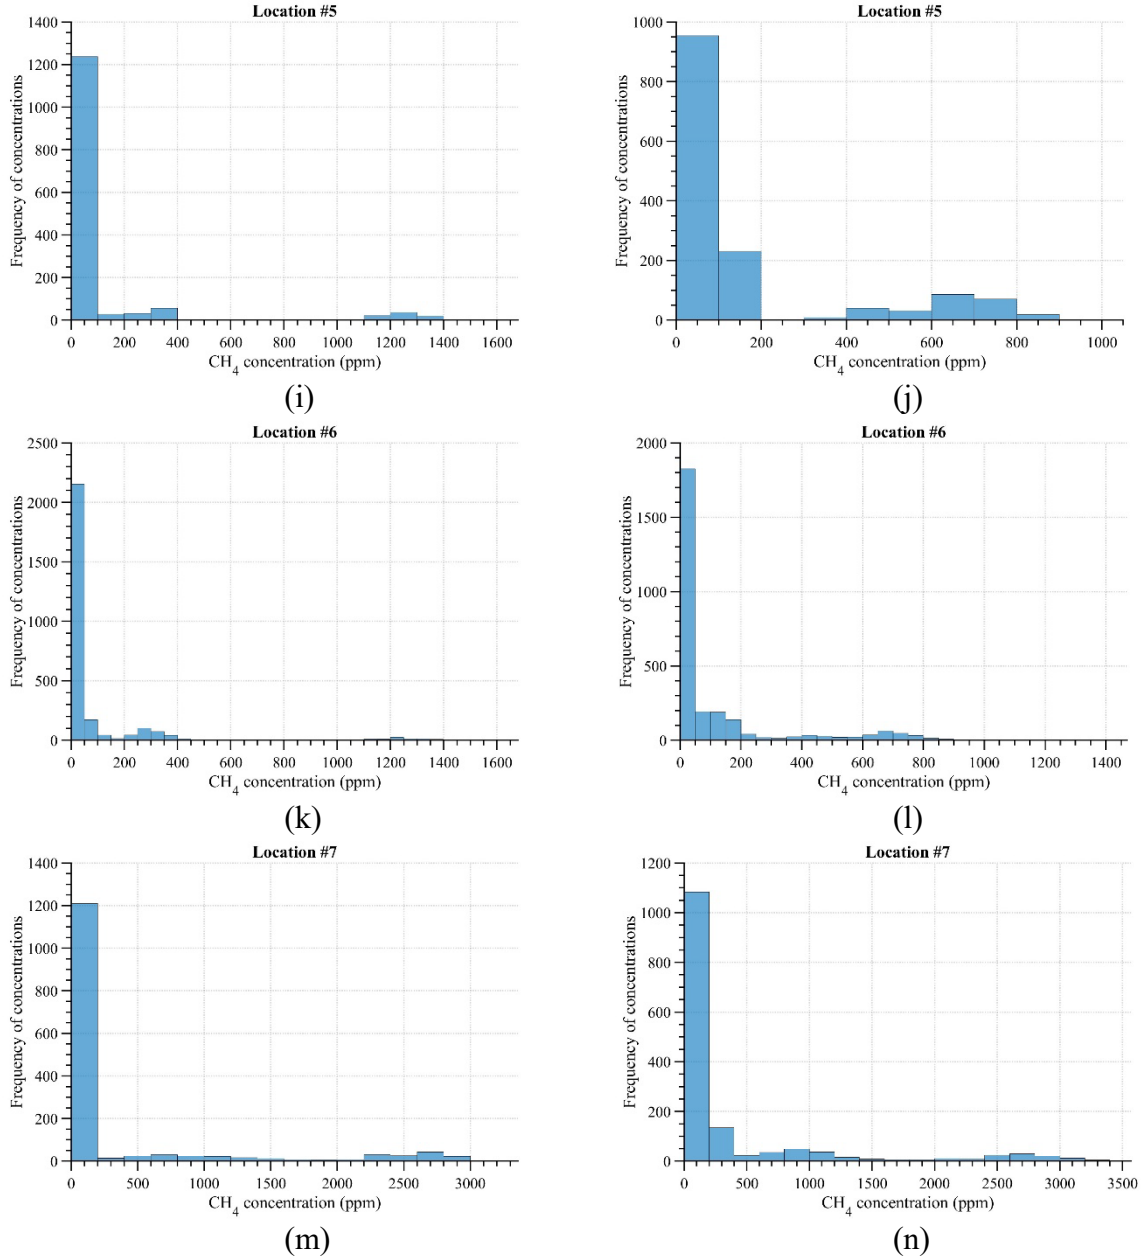 Location #5
1400
1200
1000
800
600
400
200
0
Frequency of concentrations
0 200 400 600 800 1000 1200 1400 1600
CH4 concentration (ppm)
(i)
Location #5
1000
800
600
400
200
0
Frequency of concentrations
0 200 400 600 800 1000
CH4 concentration (ppm)
(j)
Location #6
2500
2000
1500
1000
500
0
Frequency of concentrations
0 200 400 600 800 1000 1200 1400 1600
CH4 concentration (ppm)
(k)
Location #6
2000
1500
1000
500
0
Frequency of concentrations
0 200 400 600 800 1000 1200 1400
CH4 concentration (ppm)
(l)
Location #7
1400
1200
1000
800
600
400
200
0
Frequency of concentrations
0 500 1000 1500 2000 2500 3000
CH4 concentration (ppm)
(m)
Location #7
1200
1000
800
600
400
200
0
Frequency of concentrations
0 500 1000 1500 2000 2500 3000 3500
CH4 concentration (ppm)
(n)